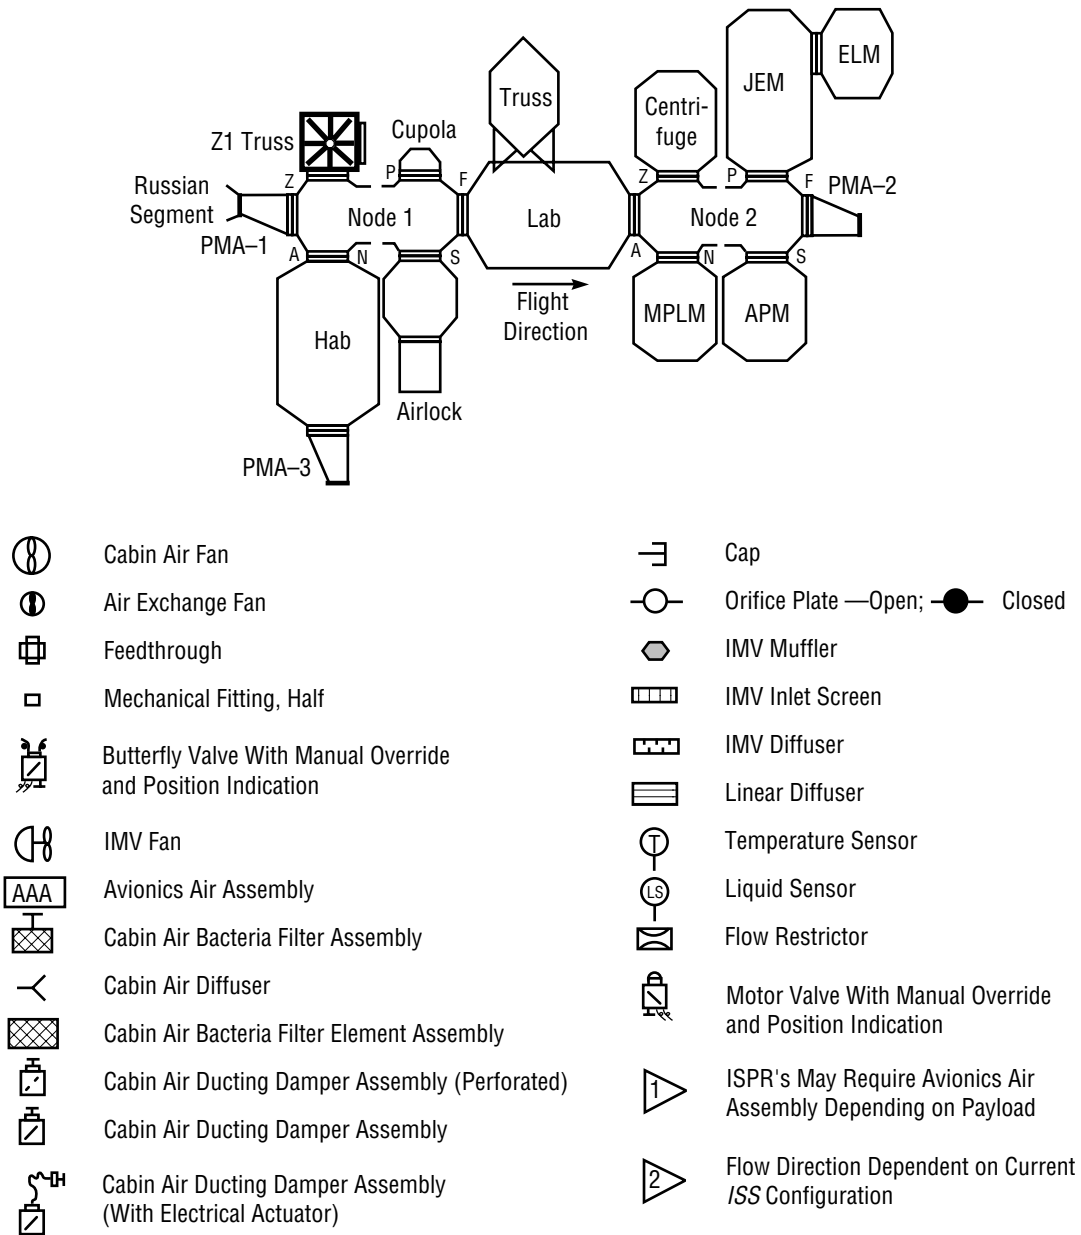 Truss
JEM
ELM
Centri-
fuge
Z1 Truss
Cupola
Z
P
F
Z
P
F
PMA–2
Russian
Segment
Node 1
Lab
Node 2
PMA–1
A
N
S
A
N
S
Flight
Direction
MPLM
APM
Hab
Airlock
PMA–3
Cabin Air Fan
Air Exchange Fan
Feedthrough
Mechanical Fitting, Half
Butterfly Valve With Manual Override
and Position Indication
IMV Fan
AAA
Avionics Air Assembly
Cabin Air Bacteria Filter Assembly
Cabin Air Diffuser
Cabin Air Bacteria Filter Element Assembly
Cabin Air Ducting Damper Assembly (Perforated)
Cabin Air Ducting Damper Assembly
Cabin Air Ducting Damper Assembly
(With Electrical Actuator)
Cap
Orifice Plate —Open; Closed
IMV Muffler
IMV Inlet Screen
IMV Diffuser
Linear Diffuser
T
Temperature Sensor
LS
Liquid Sensor
Flow Restrictor
Motor Valve With Manual Override
and Position Indication
1
ISPR's May Require Avionics Air
Assembly Depending on Payload
2
Flow Direction Dependent on Current
ISS Configuration